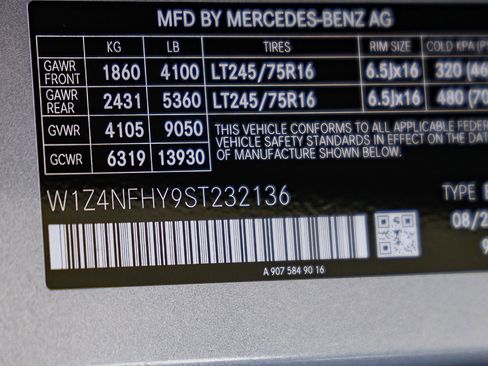 MFD BY MERCEDES-BENZ AG
KG LB TIRES RIM SIZE COLD KPA
GAWR FRONT 1860 4100 LT245/75R16 6.5Jx16 320
GAWR REAR 2431 5360 LT245/75R16 6.5Jx16 480
GVWR 4105 9050 THIS VEHICLE CONFORMS TO ALL APPLICABLE
VEHICLE SAFETY STANDARDS IN EFFECT ON THE
GCWR 6319 13930 OF MANUFACTURE SHOWN BELOW.
W1Z4NFHY9ST232136 TYPE
08/2
A 907 584 90 16